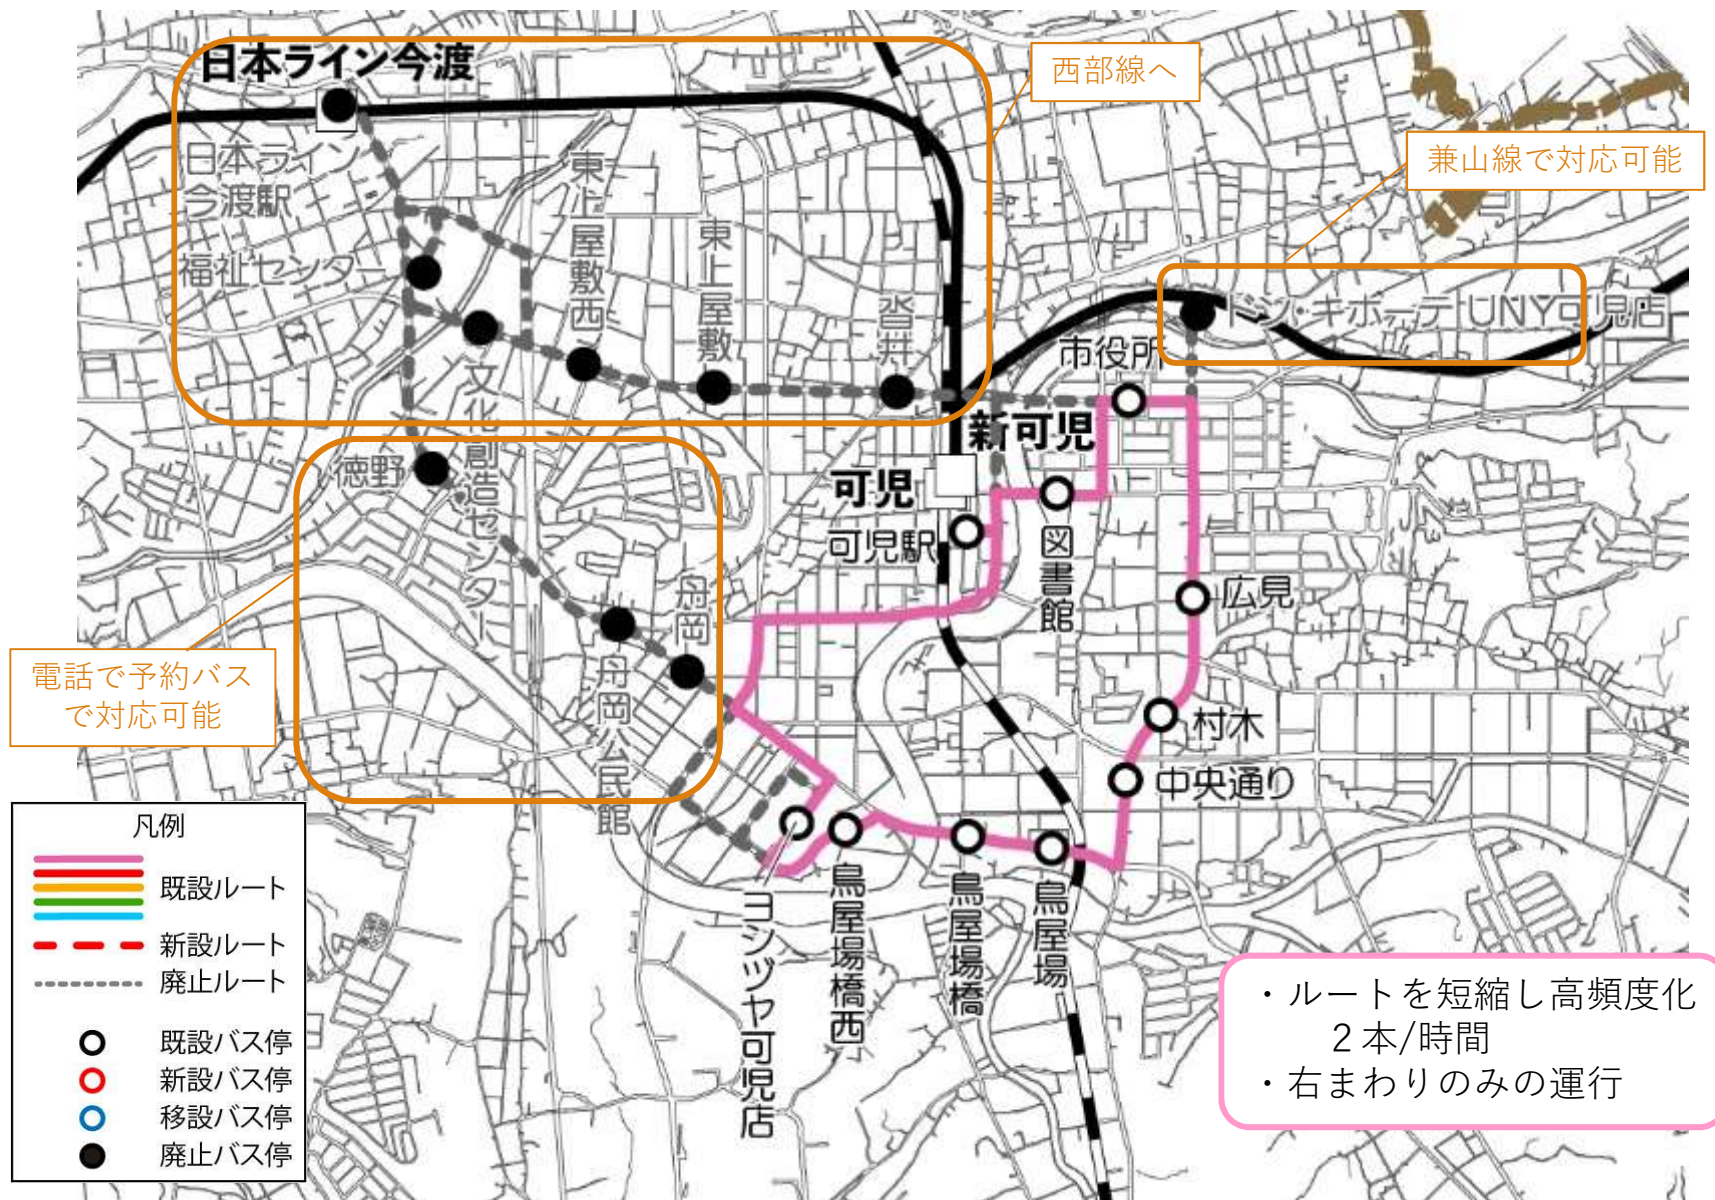 日本ライン今渡
西部線へ
兼山線で対応可能
日本ライン
今渡駅
福祉センター
東止屋敷西
東止屋敷
沓井
ドン・キホーテ UNY可児店
市役所
新可児
文化創造センター
徳野
可児
可児駅
図書館
広見
舟岡
舟岡公民館
電話で予約バス
で対応可能
村木
中央通り
ヨシヅヤ可児店
鳥屋場橋西
鳥屋場橋
鳥屋場
凡例
既設ルート
新設ルート
廃止ルート
既設バス停
新設バス停
移設バス停
廃止バス停
・ルートを短縮し高頻度化
２本/時間
・右まわりのみの運行